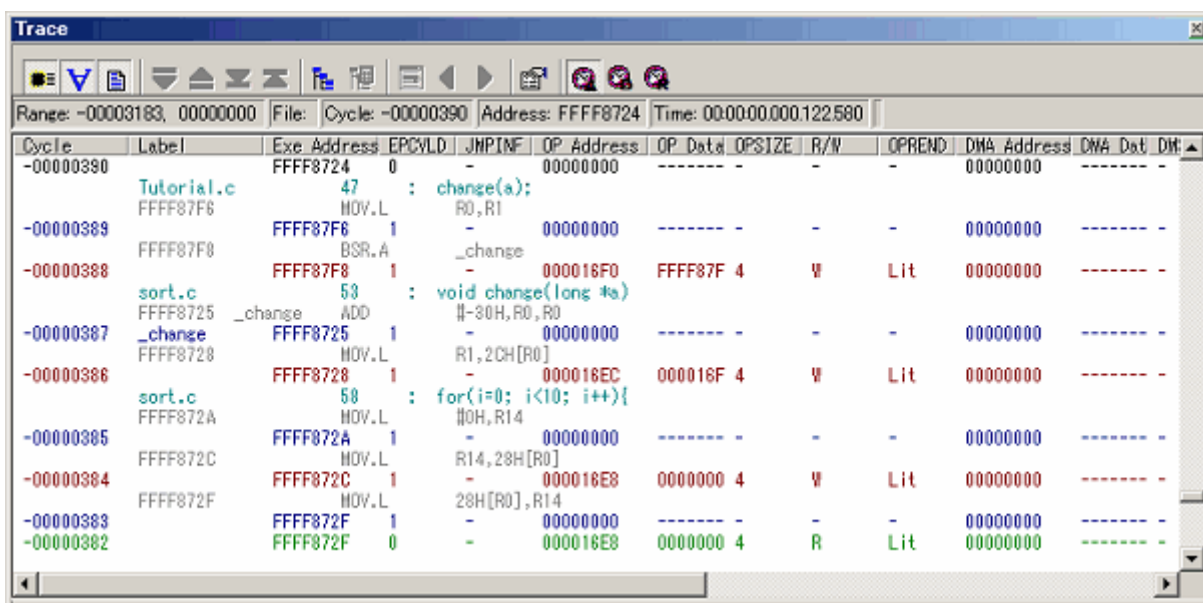 Trace
Range: -00003183, 00000000 File: Cycle: -00000390 Address: FFFF8724 Time: 00:00:00.000.122.580
Cycle Label Exe Address EPCVLD JMPINF OP Address OP Data OPSIZE R/W OPREND DMA Address DMA Dat
-00000390 FFFF8724 0 - 00000000 ------- - - - 00000000 ------- -
Tutorial.c 47 : change(a);
FFFF87F6 MOV.L R0,R1
-00000389 FFFF87F6 1 - 00000000 ------- - - - 00000000 ------- -
FFFF87F8 BSR.A _change
-00000388 FFFF87F8 1 - 000016F0 FFFF87F 4 W Lit 00000000 ------- -
sort.c 53 : void change(long *a)
FFFF8725 _change ADD #-30H,R0,R0
-00000387 _change FFFF8725 1 - 00000000 ------- - - - 00000000 ------- -
FFFF8728 MOV.L R1,2CH[R0]
-00000386 FFFF8728 1 - 000016EC 000016F 4 W Lit 00000000 ------- -
sort.c 58 : for(i=0; i<10; i++){
FFFF872A MOV.L #0H,R14
-00000385 FFFF872A 1 - 00000000 ------- - - - 00000000 ------- -
FFFF872C MOV.L R14,28H[R0]
-00000384 FFFF872C 1 - 000016E8 0000000 4 W Lit 00000000 ------- -
FFFF872F MOV.L 28H[R0],R14
-00000383 FFFF872F 1 - 00000000 ------- - - - 00000000 ------- -
-00000382 FFFF872F 0 - 000016E8 0000000 4 R Lit 00000000 ------- -